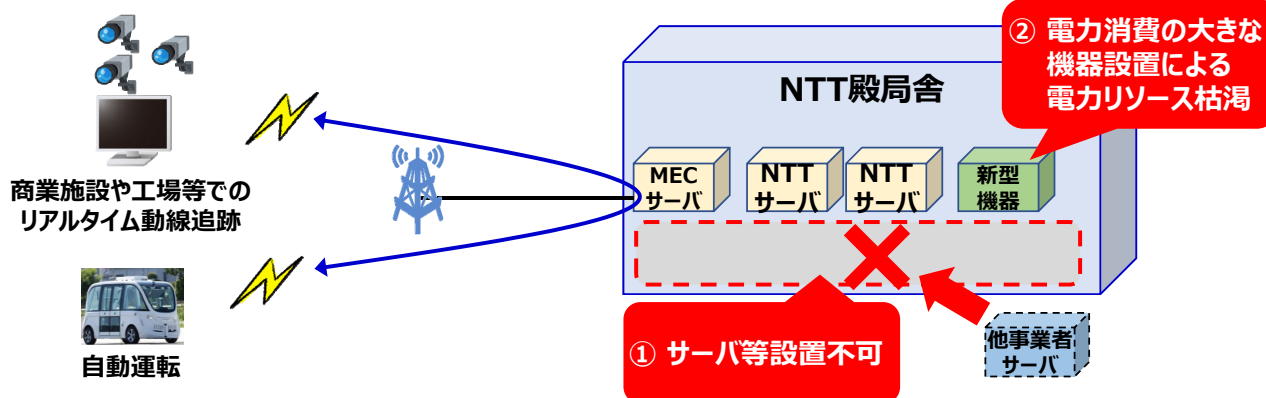 ② 電力消費の大きな
機器設置による
電力リソース枯渇
NTT殿局舎
MEC
サーバ
NTT
サーバ
NTT
サーバ
新型
機器
商業施設や工場等での
リアルタイム動線追跡
自動運転
① サーバ等設置不可
他事業者
サーバ